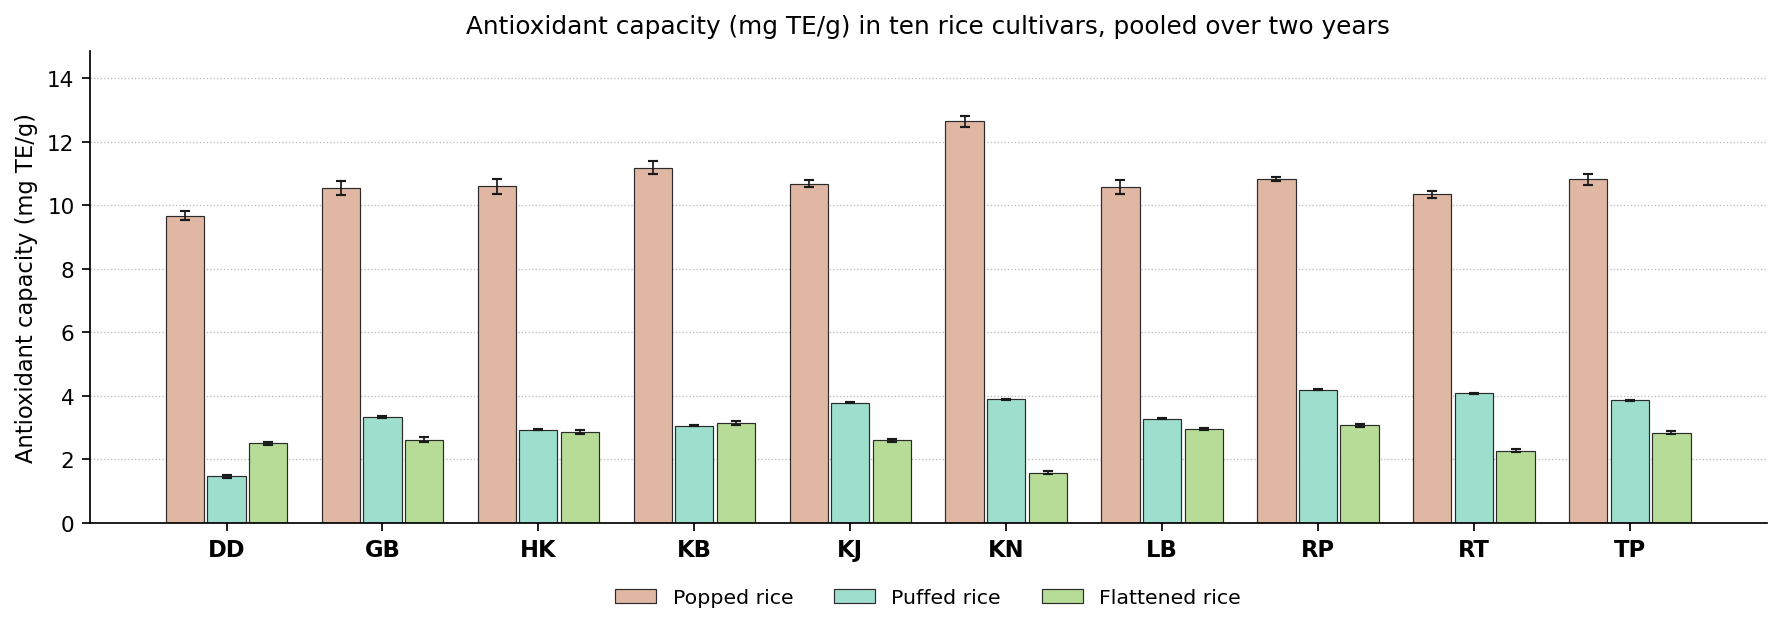 Antioxidant capacity (mg TE/g) in ten rice cultivars, pooled over two years
Antioxidant capacity (mg TE/g)
14
12
10
8
6
4
2
0
DD GB HK KB KJ KN LB RP RT TP
Popped rice Puffed rice Flattened rice